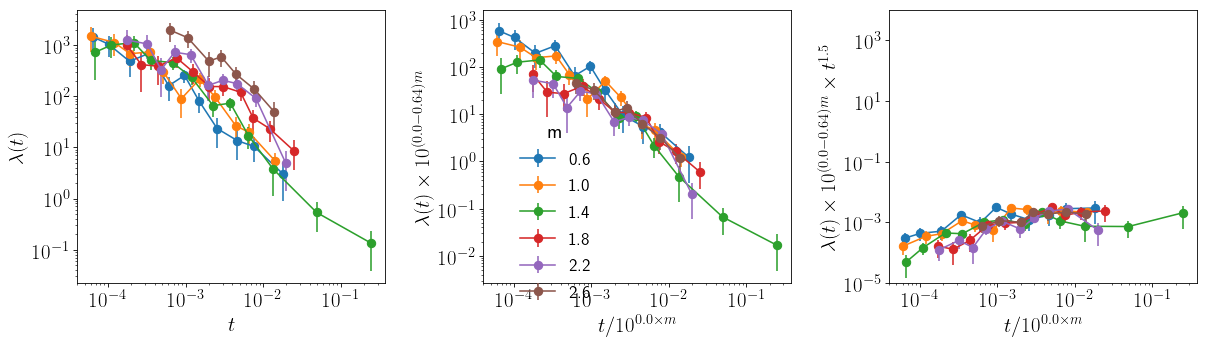 λ(t)
10³
10²
10¹
10⁰
10⁻¹
10⁻⁴ 10⁻³ 10⁻² 10⁻¹
t
λ(t) × 10^{(0.0−0.64)m}
10³
10²
10¹
10⁰
10⁻¹
10⁻²
m
0.6
1.0
1.4
1.8
2.2
2.6
10⁻⁴ 10⁻³ 10⁻² 10⁻¹
t/10^{0.0×m}
λ(t) × 10^{(0.0−0.64)m} × t^{1.5}
10³
10¹
10⁻¹
10⁻³
10⁻⁵
10⁻⁴ 10⁻³ 10⁻² 10⁻¹
t/10^{0.0×m}